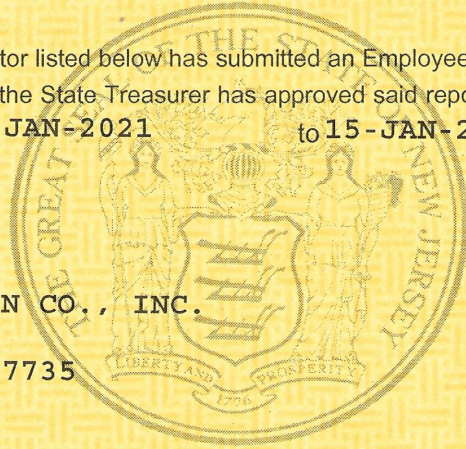 tor listed below has submitted an Employee
the State Treasurer has approved said repo
JAN-2021 to 15-JAN-2
THE GREAT SEAL OF THE STATE OF NEW JERSEY
N CO., INC.
7735
LIBERTY AND PROSPERITY
1776